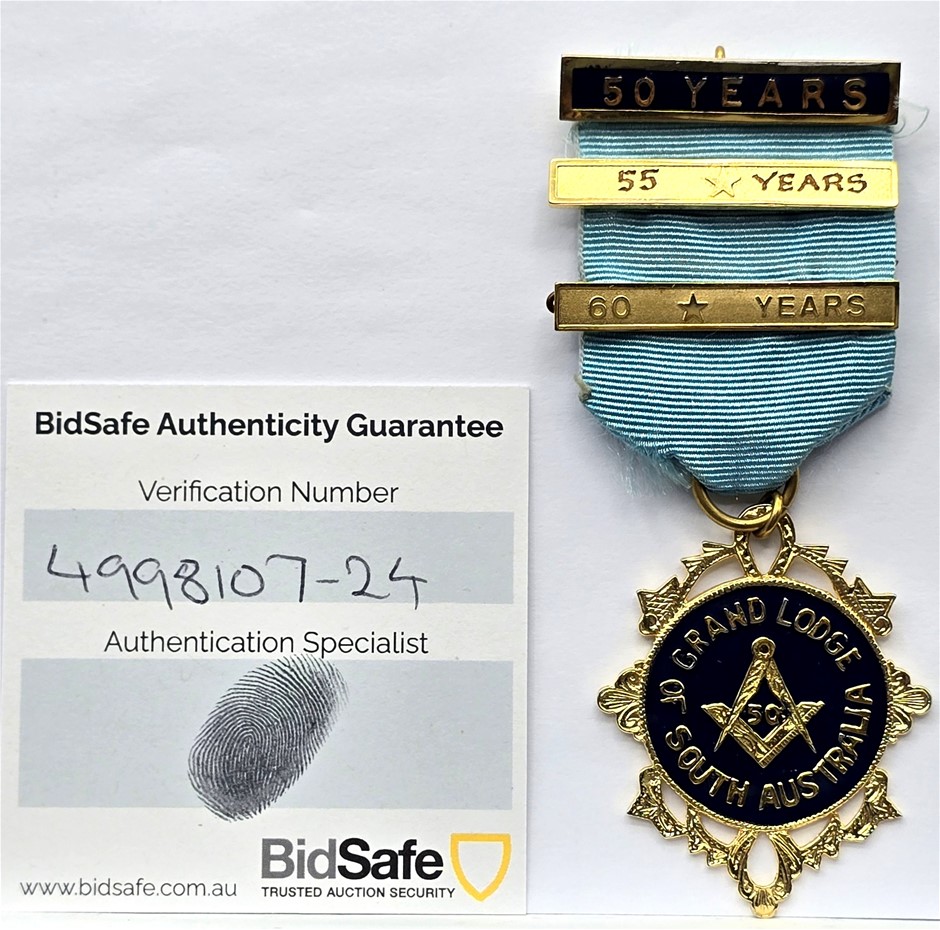 50 YEARS
55 YEARS
60 YEARS
GRAND LODGE
OF SOUTH AUSTRALIA
50
BidSafe Authenticity Guarantee
Verification Number
4998107-24
Authentication Specialist
BidSafe
TRUSTED AUCTION SECURITY
www.bidsafe.com.au